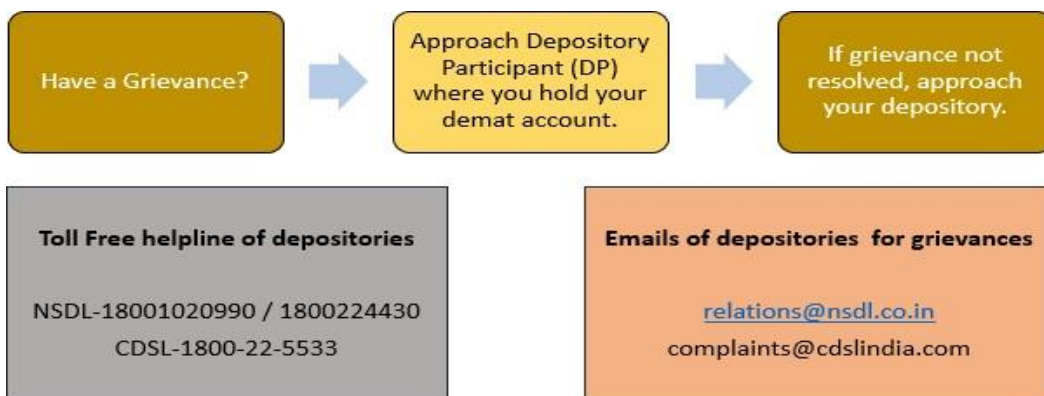 Have a Grievance?
Approach Depository
Participant (DP)
where you hold your
demat account.
If grievance not
resolved, approach
your depository.
Toll Free helpline of depositories
NSDL-18001020990 / 1800224430
CDSL-1800-22-5533
Emails of depositories for grievances
relations@nsdl.co.in
complaints@cdslindia.com